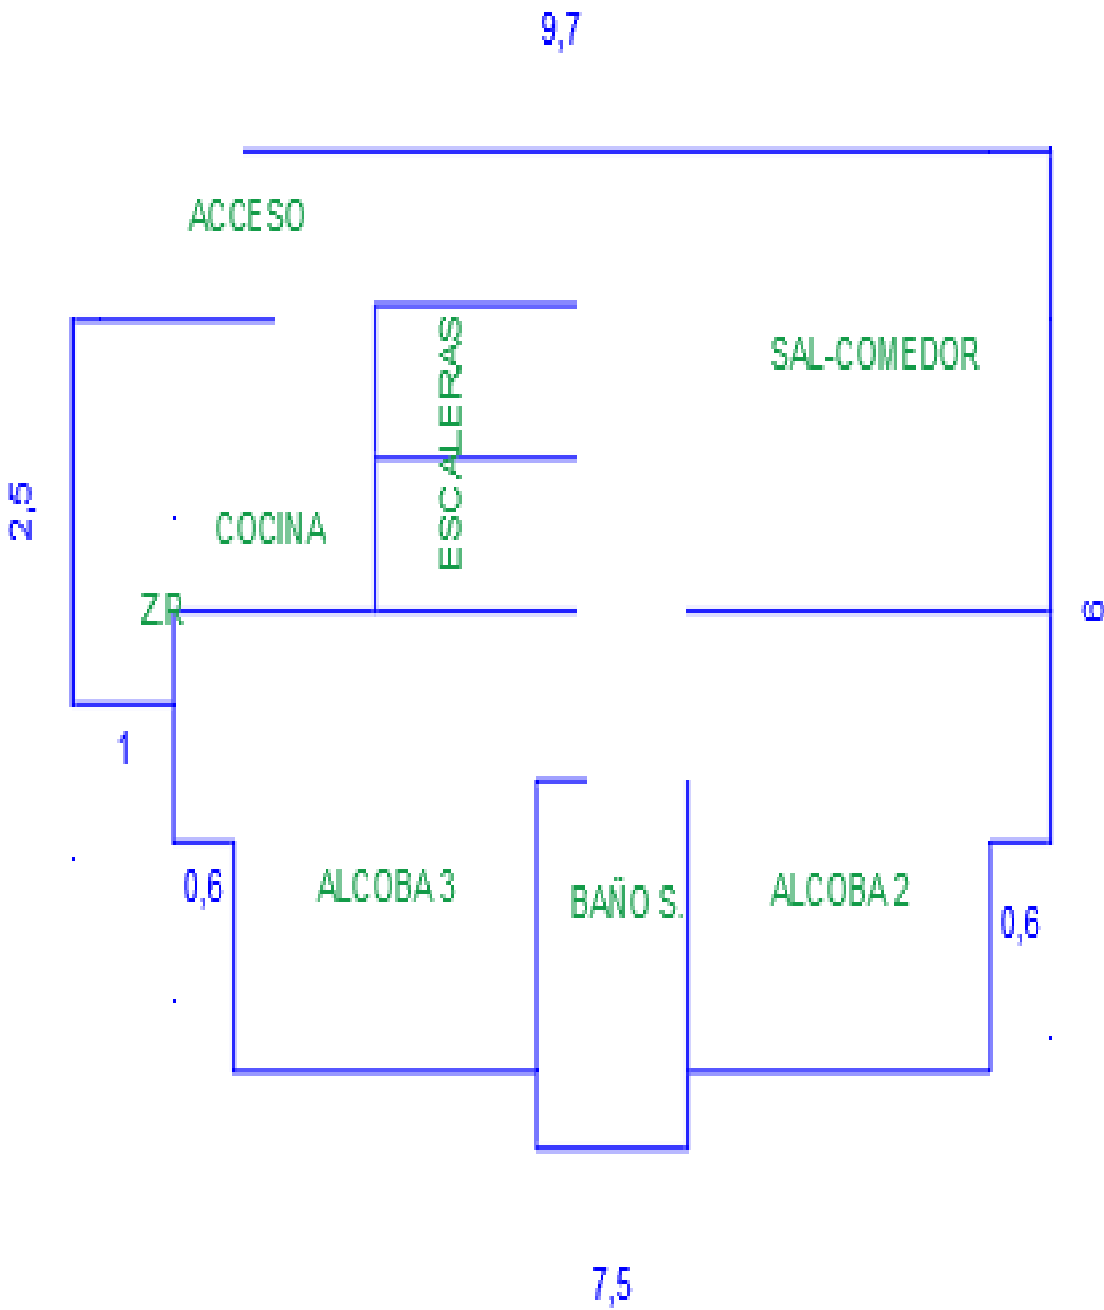 9,7
ACCESO
ESCALERAS
SAL-COMEDOR
2,5
COCINA
ZR
6
1
0,6
ALCOBA 3
BAÑO S.
ALCOBA 2
0,6
7,5